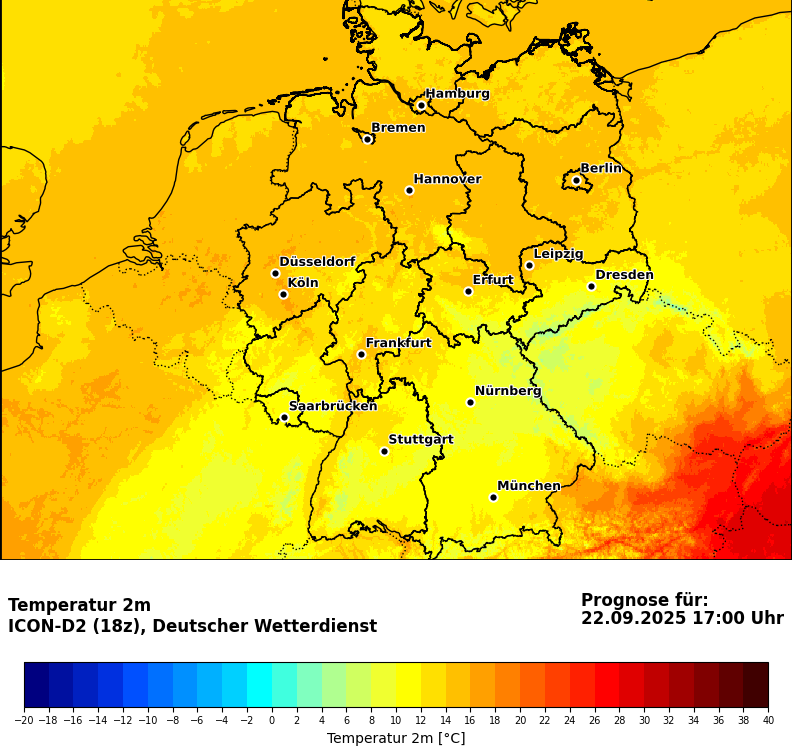 Hamburg
Bremen
Berlin
Hannover
Leipzig
Düsseldorf
Dresden
Köln
Erfurt
Frankfurt
Nürnberg
Saarbrücken
Stuttgart
München
Temperatur 2m
ICON-D2 (18z), Deutscher Wetterdienst
Prognose für:
22.09.2025 17:00 Uhr
−20 −18 −16 −14 −12 −10 −8 −6 −4 −2 0 2 4 6 8 10 12 14 16 18 20 22 24 26 28 30 32 34 36 38 40
Temperatur 2m [°C]